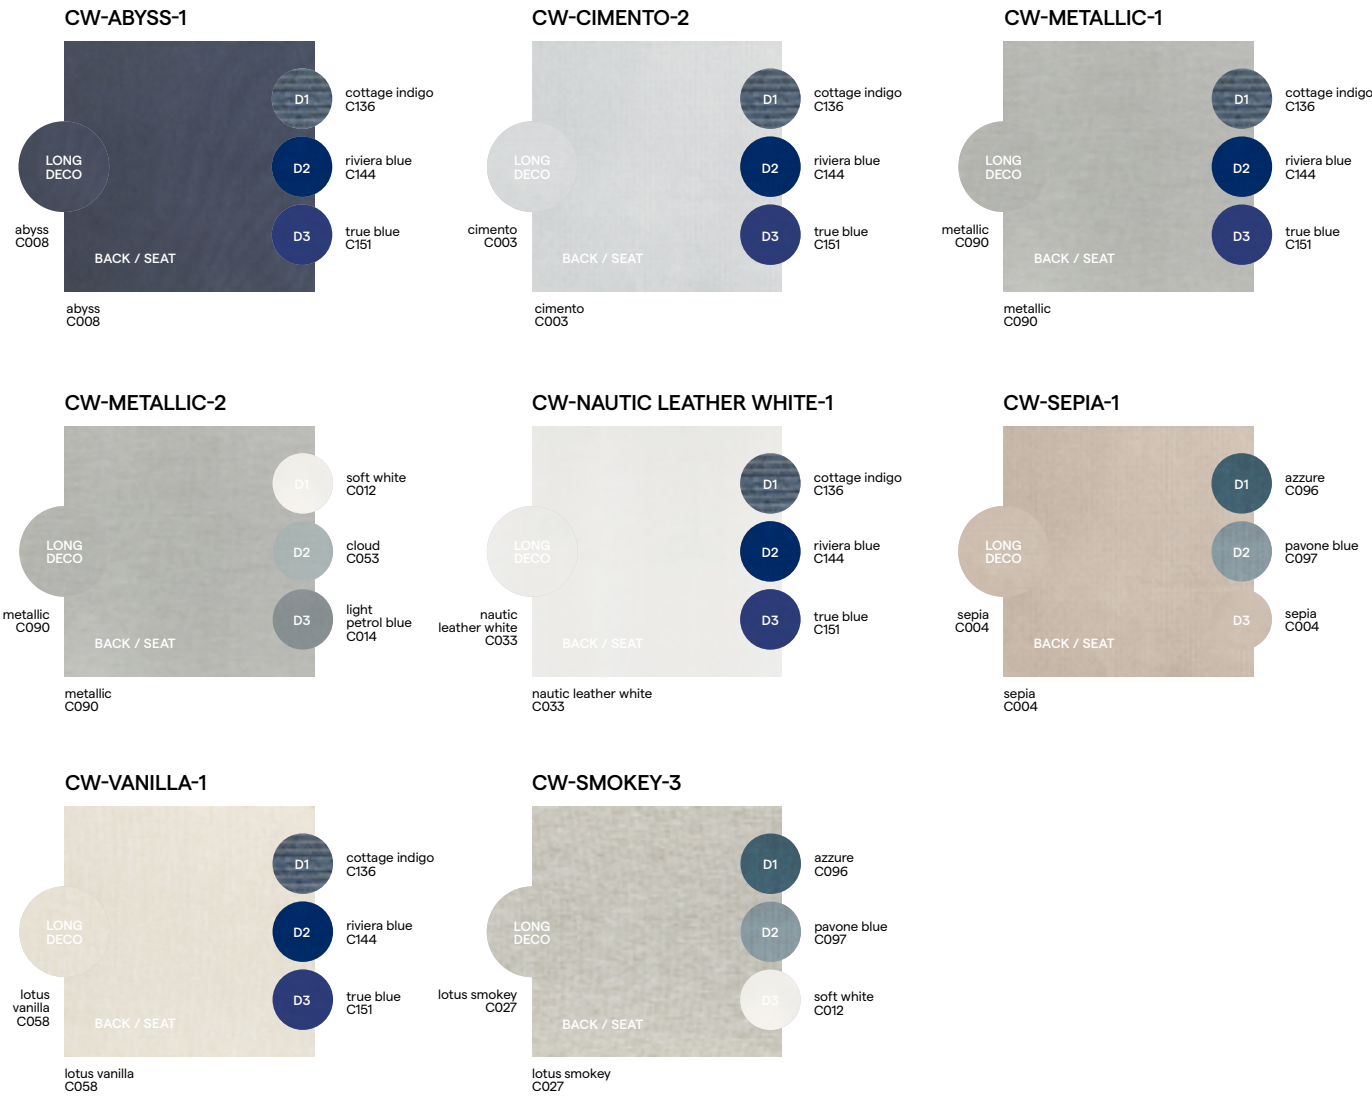 CW-ABYSS-1
D1
cottage indigo
C136
LONG
DECO
D2
riviera blue
C144
abyss
C008
D3
true blue
C151
BACK / SEAT
abyss
C008
CW-CIMENTO-2
D1
cottage indigo
C136
LONG
DECO
D2
riviera blue
C144
cimento
C003
D3
true blue
C151
BACK / SEAT
cimento
C003
CW-METALLIC-1
D1
cottage indigo
C136
LONG
DECO
D2
riviera blue
C144
metallic
C090
D3
true blue
C151
BACK / SEAT
metallic
C090
CW-METALLIC-2
D1
soft white
C012
LONG
DECO
D2
cloud
C053
metallic
C090
D3
light
petrol blue
C014
BACK / SEAT
metallic
C090
CW-NAUTIC LEATHER WHITE-1
D1
cottage indigo
C136
LONG
DECO
D2
riviera blue
C144
nautic
leather white
C033
D3
true blue
C151
BACK / SEAT
nautic leather white
C033
CW-SEPIA-1
D1
azzure
C096
LONG
DECO
D2
pavone blue
C097
sepia
C004
D3
sepia
C004
BACK / SEAT
sepia
C004
CW-VANILLA-1
D1
cottage indigo
C136
LONG
DECO
D2
riviera blue
C144
lotus
vanilla
C058
D3
true blue
C151
BACK / SEAT
lotus vanilla
C058
CW-SMOKEY-3
D1
azzure
C096
LONG
DECO
D2
pavone blue
C097
lotus smokey
C027
D3
soft white
C012
BACK / SEAT
lotus smokey
C027